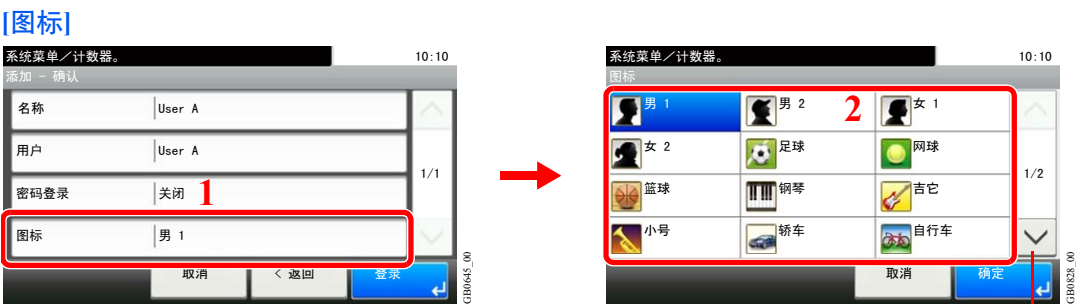 [图标]
系统菜单／计数器。 10:10
添加 - 确认
名称 User A
用户 User A
1/1
密码登录 关闭 1
图标 男 1
取消 < 返回 登录
GB0645_00
系统菜单／计数器。 10:10
图标
男 1 男 2 2 女 1
女 2 足球 网球
1/2
篮球 钢琴 吉它
小号 轿车 自行车
取消 确定
GB0828_00